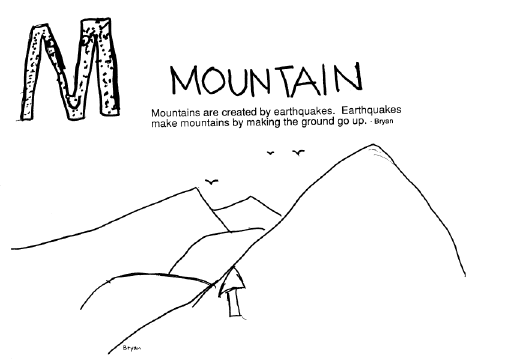 M
MOUNTAIN
Mountains are created by earthquakes. Earthquakes
make mountains by making the ground go up. - Bryan
Bryan